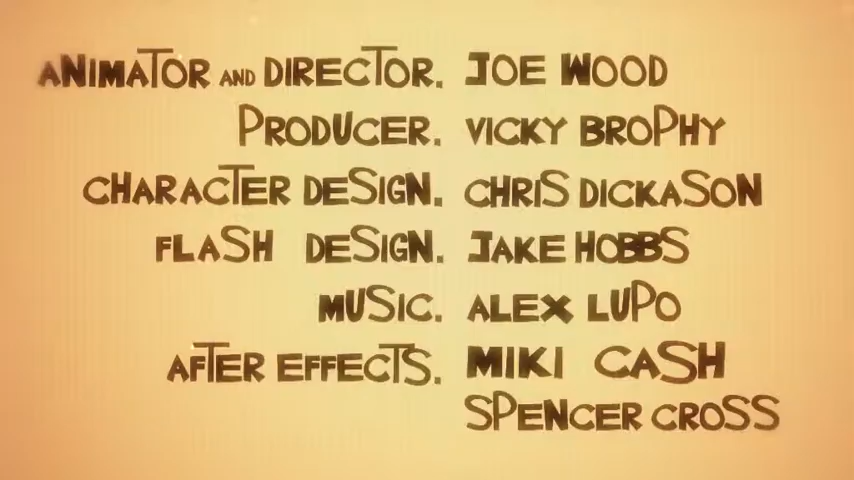 ANIMATOR AND DIRECTOR. JOE WOOD
PRODUCER. VICKY BROPHY
CHARACTER DESIGN. CHRIS DICKASON
FLASH DESIGN. JAKE HOBBS
MUSIC. ALEX LUPO
AFTER EFFECTS. MIKI CASH
SPENCER CROSS